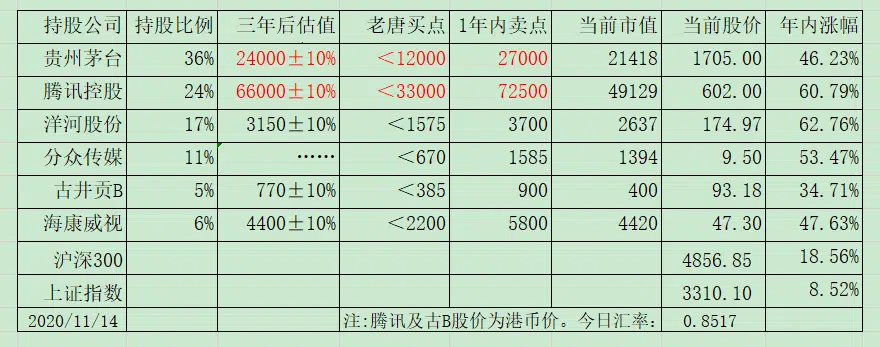 持股公司 持股比例 三年后估值 老唐买点 1年内卖点 当前市值 当前股价 年内涨幅
贵州茅台 36% 24000±10% <12000 27000 21418 1705.00 46.23%
腾讯控股 24% 66000±10% <33000 72500 49129 602.00 60.79%
洋河股份 17% 3150±10% <1575 3700 2637 174.97 62.76%
分众传媒 11% …… <670 1585 1394 9.50 53.47%
古井贡B 5% 770±10% <385 900 400 93.18 34.71%
海康威视 6% 4400±10% <2200 5800 4420 47.30 47.63%
沪深300 4856.85 18.56%
上证指数 3310.10 8.52%
2020/11/14 注:腾讯及古B股价为港币价。今日汇率: 0.8517